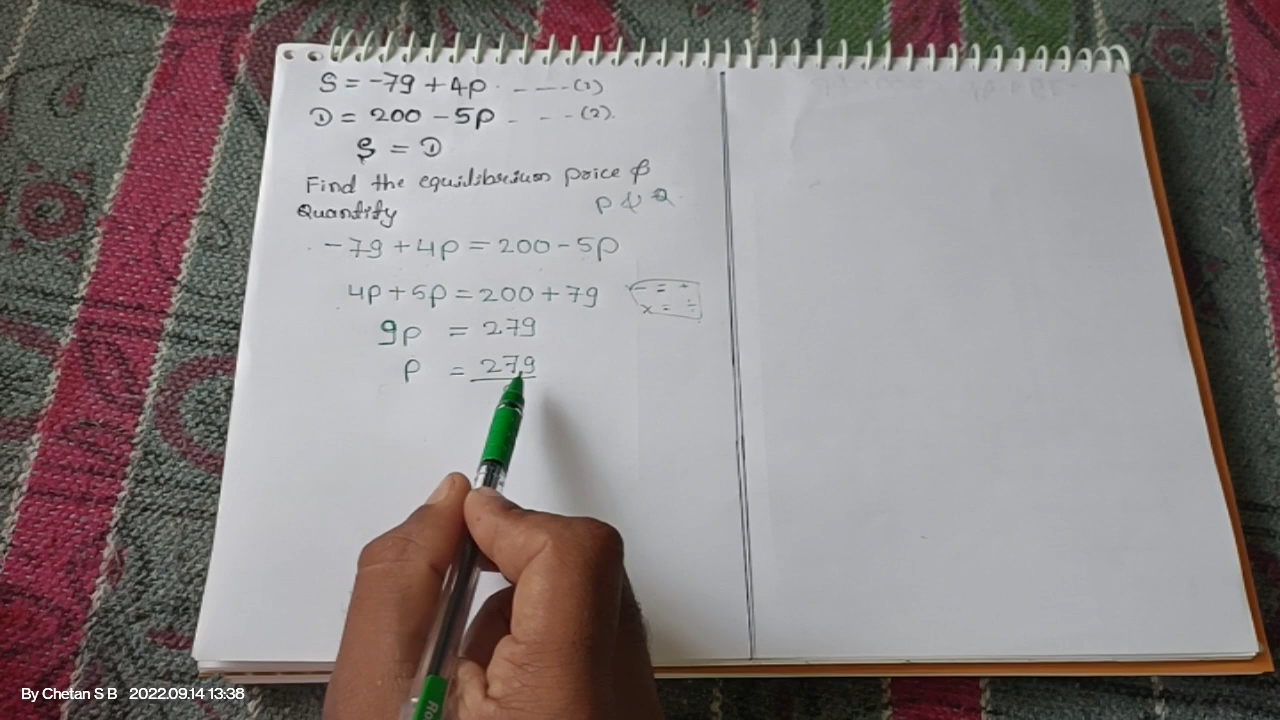 S = -79 + 4P - - - - (1)
D = 200 - 5P - - - - (2).
S = D
Find the equilibrium price &
Quantity
P & Q
-79 + 4P = 200 - 5P
4P + 5P = 200 + 79
- = +
x = ÷
9P = 279
P = 279
By Chetan S B 2022.09.14 13:38